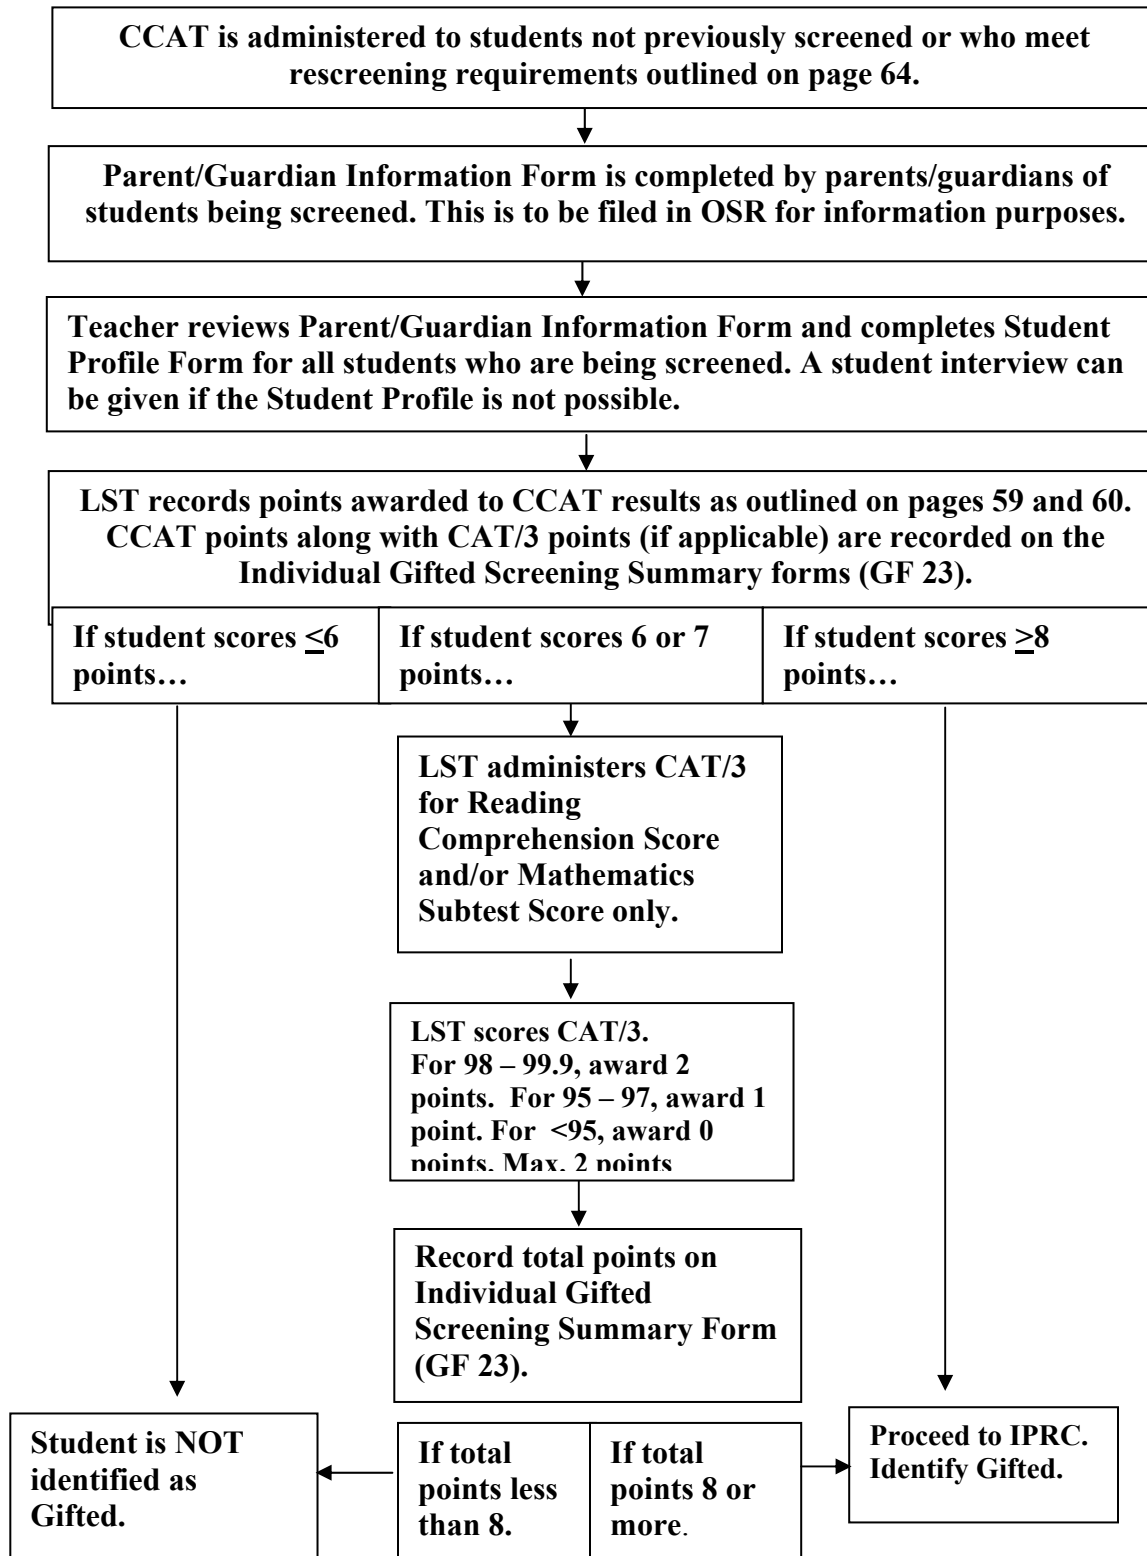 CCAT is administered to students not previously screened or who meet
rescreening requirements outlined on page 64.
Parent/Guardian Information Form is completed by parents/guardians of
students being screened. This is to be filed in OSR for information purposes.
Teacher reviews Parent/Guardian Information Form and completes Student
Profile Form for all students who are being screened. A student interview can
be given if the Student Profile is not possible.
LST records points awarded to CCAT results as outlined on pages 59 and 60.
CCAT points along with CAT/3 points (if applicable) are recorded on the
Individual Gifted Screening Summary forms (GF 23).
If student scores ≤6
points…
If student scores 6 or 7
points…
If student scores ≥8
points…
LST administers CAT/3
for Reading
Comprehension Score
and/or Mathematics
Subtest Score only.
LST scores CAT/3.
For 98 – 99.9, award 2
points. For 95 – 97, award 1
point. For <95, award 0
points. Max. 2 points
Record total points on
Individual Gifted
Screening Summary Form
(GF 23).
Student is NOT
identified as
Gifted.
If total
points less
than 8.
If total
points 8 or
more.
Proceed to IPRC.
Identify Gifted.